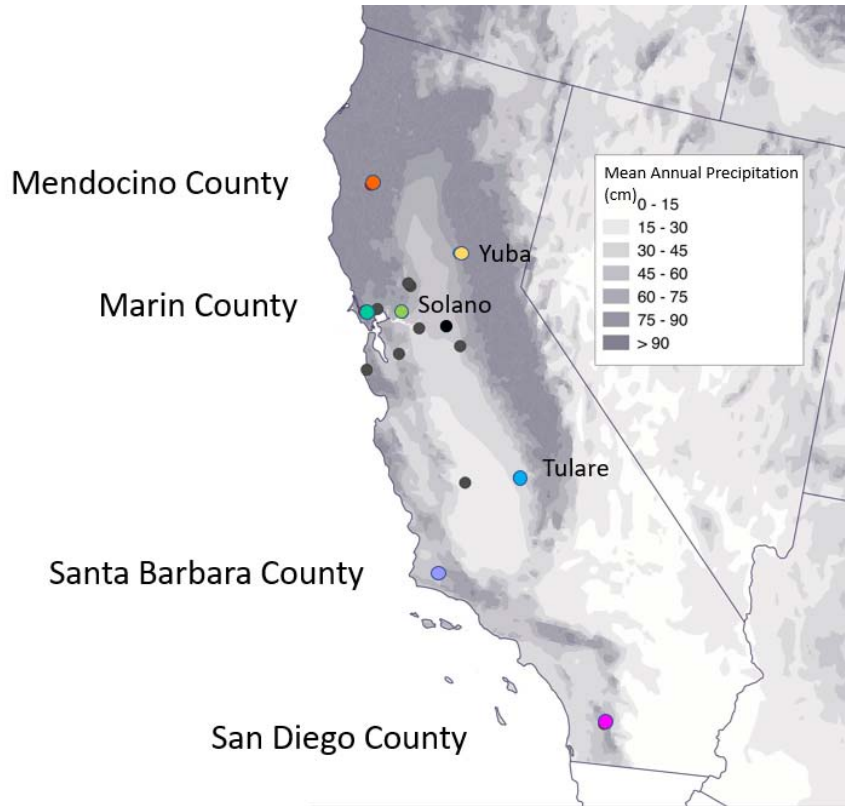 Mendocino County
Mean Annual Precipitation
(cm)
0 - 15
15 - 30
30 - 45
45 - 60
60 - 75
75 - 90
> 90
Yuba
Marin County
Solano
Tulare
Santa Barbara County
San Diego County